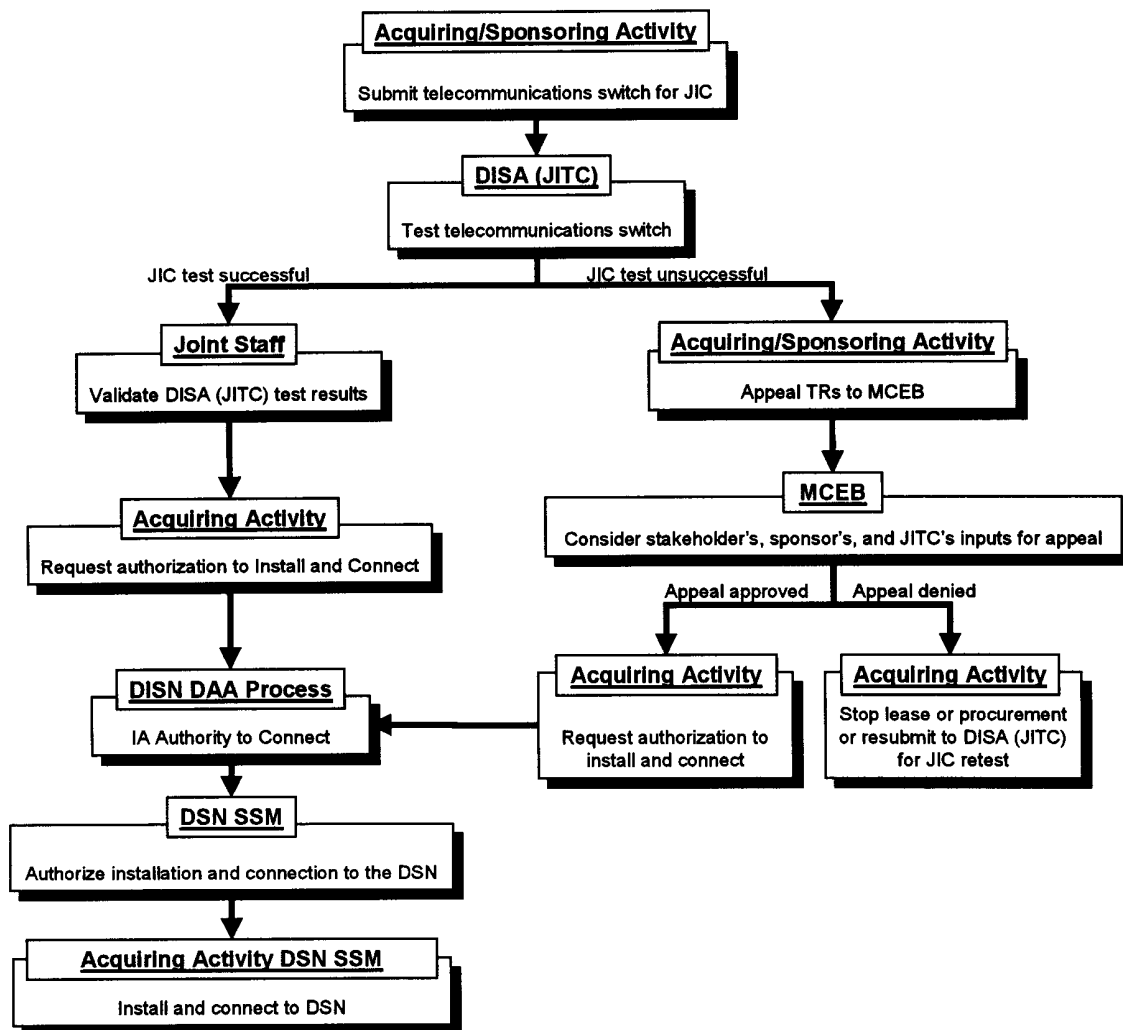 Acquiring/Sponsoring Activity
Submit telecommunications switch for JIC
DISA (JITC)
Test telecommunications switch
JIC test successful
JIC test unsuccessful
Joint Staff
Validate DISA (JITC) test results
Acquiring/Sponsoring Activity
Appeal TRs to MCEB
Acquiring Activity
Request authorization to Install and Connect
MCEB
Consider stakeholder's, sponsor's, and JITC's inputs for appeal
Appeal approved
Appeal denied
DISN DAA Process
IA Authority to Connect
Acquiring Activity
Request authorization to
install and connect
Acquiring Activity
Stop lease or procurement
or resubmit to DISA (JITC)
for JIC retest
DSN SSM
Authorize installation and connection to the DSN
Acquiring Activity DSN SSM
Install and connect to DSN